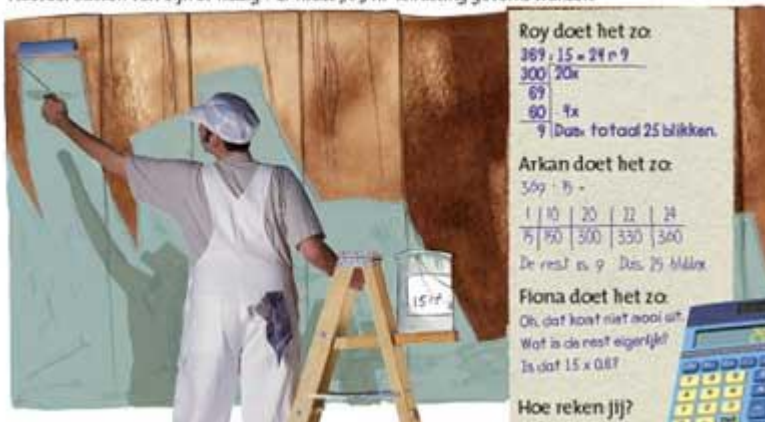 Roy doet het zo:
369 : 15 = 24 r 9
300 20x
69
60 4x
9 Dus: totaal 25 blikken.
Arkan doet het zo:
369 : 15 =
1 | 10 | 20 | 22 | 24
15 | 150 | 300 | 330 | 360
De rest is 9 Dus 25 blikken
Fiona doet het zo:
Oh, dat komt niet mooi uit.
Wat is de rest eigenlijk?
Is dat 15 x 0.6?
Hoe reken jij?
15 lt.